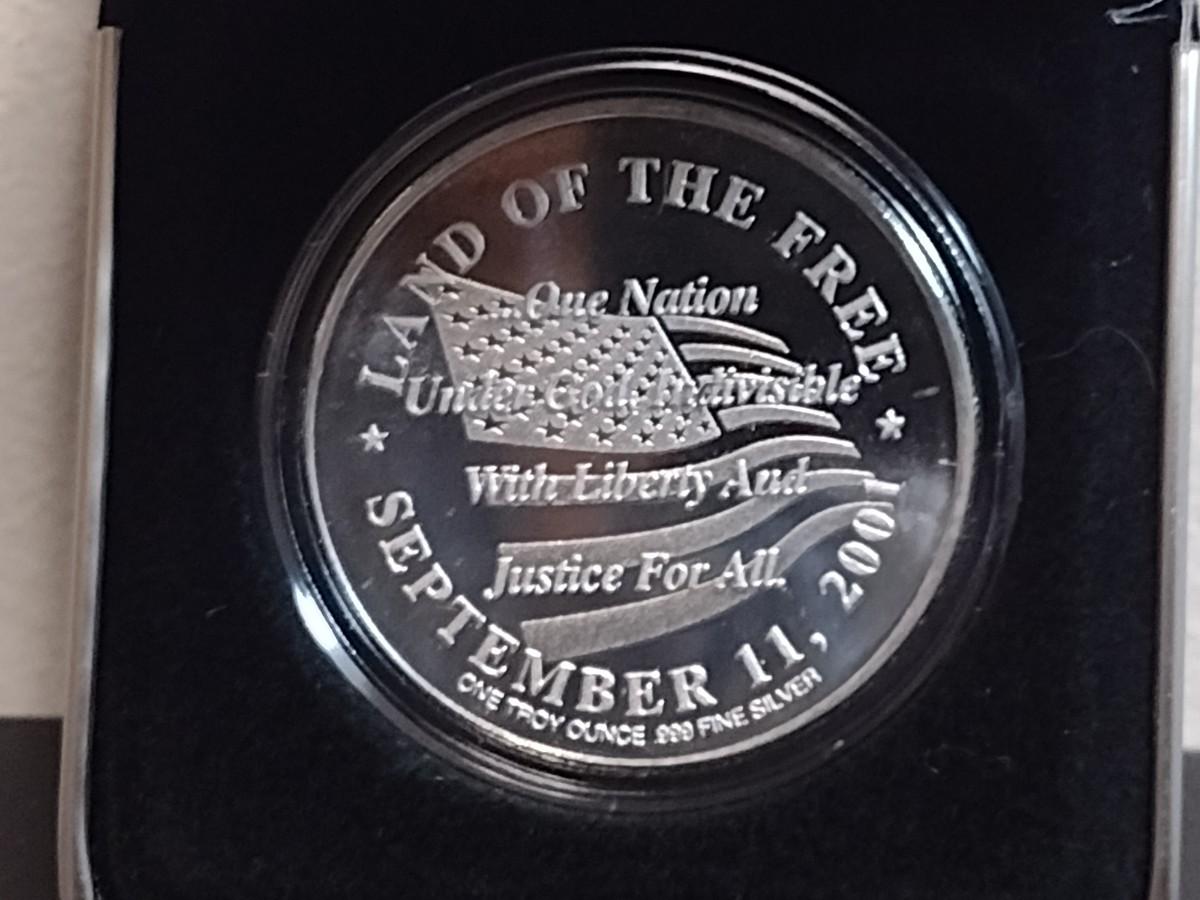 LAND OF THE FREE
...One Nation
Under God, Indivisible
With Liberty And
Justice For All.
SEPTEMBER 11, 2001
ONE TROY OUNCE .999 FINE SILVER